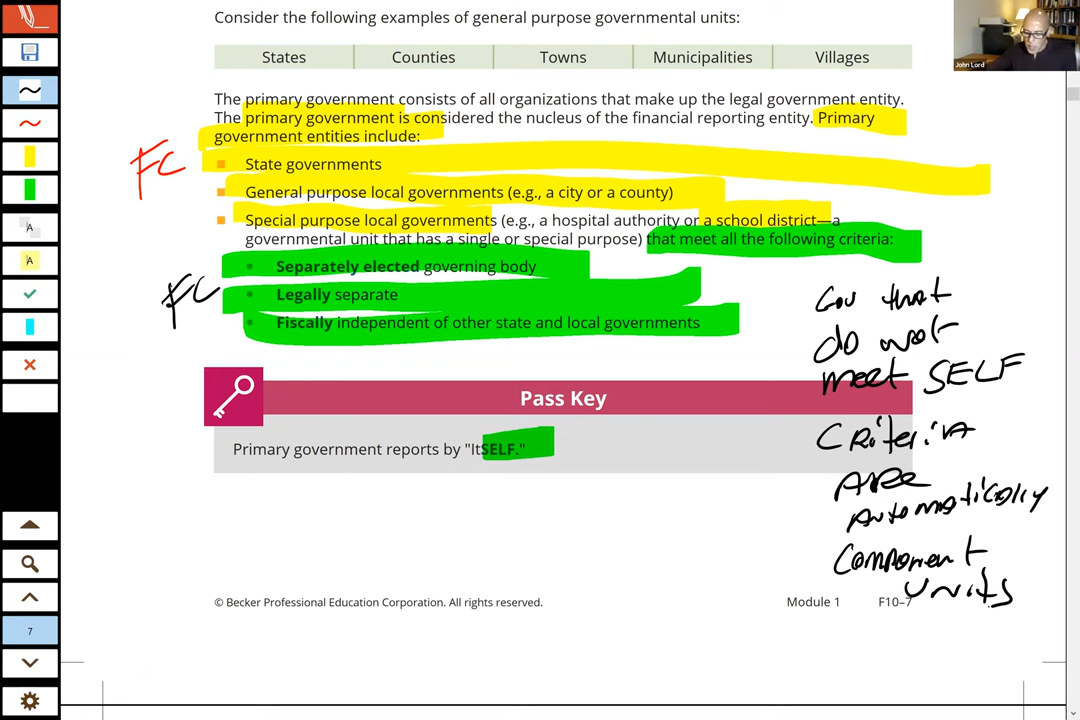 Consider the following examples of general purpose governmental units:
States Counties Towns Municipalities Villages
John Lord
The primary government consists of all organizations that make up the legal government entity.
The primary government is considered the nucleus of the financial reporting entity. Primary
government entities include:
FC
State governments
General purpose local governments (e.g., a city or a county)
Special purpose local governments (e.g., a hospital authority or a school district—a
governmental unit that has a single or special purpose) that meet all the following criteria:
Separately elected governing body
FC
Legally separate
Fiscally independent of other state and local governments
Gov that
do not
meet SELF
Criteria
ARE
Automatically
Component
Units
Pass Key
Primary government reports by "ItSELF."
© Becker Professional Education Corporation. All rights reserved.
Module 1 F10–7
A
A
7